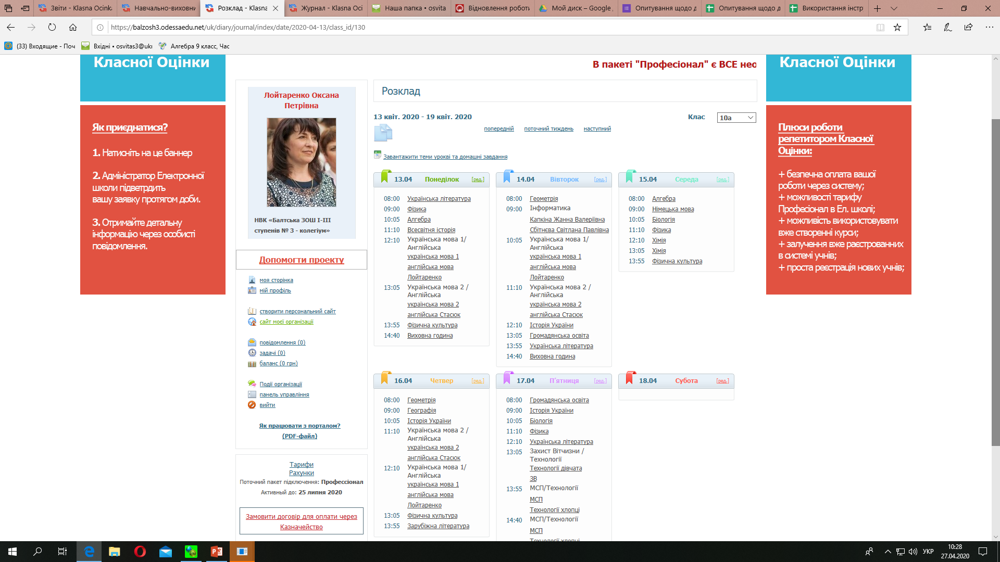 Звіти - Klasna Ocinka
Навчально-виховни
Розклад - Klasna
Журнал - Klasna Oci
Наша папка • osvita
Відновлення роботи
Мой диск – Google
Опитування щодо д
Опитування щодо д
Використання інстр
https://balzosh3.odessaedu.net/uk/diary/journal/index/date/2020-04-13/class_id/130
(33) Входящие - Поч
Вхідні • osvitas3@ukr
Алгебра 9 класс, Час
Класної Оцінки
Як приєднатися?
1. Натисніть на це баннер
2. Адміністратор Електронної
школи підветрдить
вашу заявку протягом доби.
3. Отримайте детальну
інформацію через особисті
повідомлення.
Лойтаренко Оксана
Петрівна
НВК «Балтська ЗОШ І-ІІІ
ступенів № 3 - колегіум»
Допомогти проекту
моя сторінка
мій профіль
створити персональний сайт
сайт моєї організації
повідомлення (0)
задачі (0)
баланс (0 грн)
Події організації
панель управління
вийти
Як працювати з порталом?
(PDF-файл)
Тарифи
Рахунки
Поточний пакет підключення: Профессіонал
Активный до: 25 липня 2020
Замовити договір для оплати через
Казначейство
В пакеті "Професіонал" є ВСЕ нео
Розклад
13 квіт. 2020 - 19 квіт. 2020
Клас 10а
попередній поточний тиждень наступний
Завантажити теми урокві та домашні завдання
13.04 Понеділок [ред.]
08:00 Українська література
09:00 Фізика
10:05 Алгебра
11:10 Всесвітня історія
12:10 Українська мова 1/
Англійська
українська мова 1
англійська мова
Лойтаренко
13:05 Українська мова 2 /
Англійська
українська мова 2
англійська Стасюк
13:55 Фізична культура
14:40 Виховна година
14.04 Вівторок [ред.]
08:00 Геометрія
09:00 Інформатика
Капкіна Жанна Валеріївна
Сбітнєва Світлана Павлівна
10:05 Українська мова 1/
Англійська
українська мова 1
англійська мова
Лойтаренко
11:10 Українська мова 2 /
Англійська
українська мова 2
англійська Стасюк
12:10 Історія України
13:05 Громадянська освіта
13:55 Українська література
14:40 Виховна година
15.04 Середа [ред.]
08:00 Алгебра
09:00 Німецька мова
10:05 Біологія
11:10 Фізика
12:10 Хімія
13:05 Хімія
13:55 Фізична культура
16.04 Четвер [ред.]
08:00 Геометрія
09:00 Географія
10:05 Історія України
11:10 Українська мова 2 /
Англійська
українська мова 2
англійська Стасюк
12:10 Українська мова 1/
Англійська
українська мова 1
англійська мова
Лойтаренко
13:05 Фізична культура
13:55 Зарубіжна література
17.04 П'ятниця [ред.]
08:00 Громадянська освіта
09:00 Історія України
10:05 Біологія
11:10 Фізика
12:10 Українська література
13:05 Захист Вітчизни /
Технології
Технології дівчата
ЗВ
13:55 МСП/Технології
МСП
Технології хлопці
14:40 МСП/Технології
МСП
Технології хлопці
18.04 Субота [ред.]
Класної Оцінки
Плюси роботи
репетитором Класної
Оцінки:
+ безпечна оплата вашої
роботи через систему;
+ можливості тарифу
Професіонал в Ел. школі;
+ можливість використовувати
вже створенні курси;
+ залучення вже раєстрованних
в системі учнів;
+ проста реєстрація нових учнів;
УКР
10:28
27.04.2020